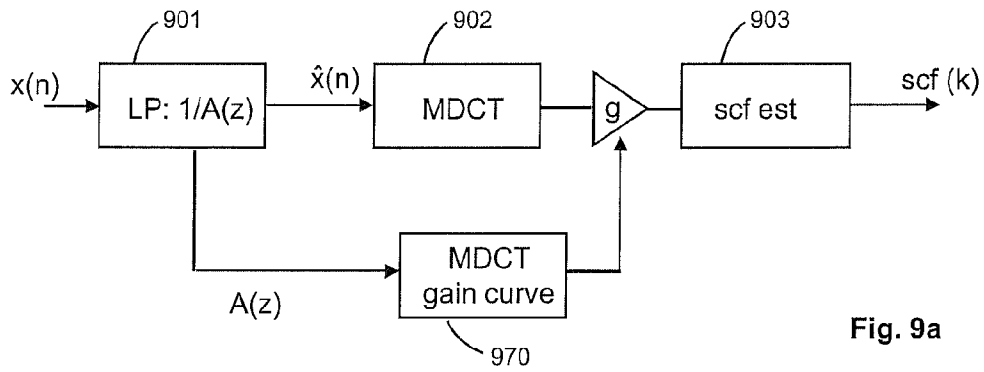 901
902
903
x(n)
LP: 1/A(z)
x̂(n)
MDCT
g
scf est
scf (k)
MDCT
gain curve
A(z)
970
Fig. 9a